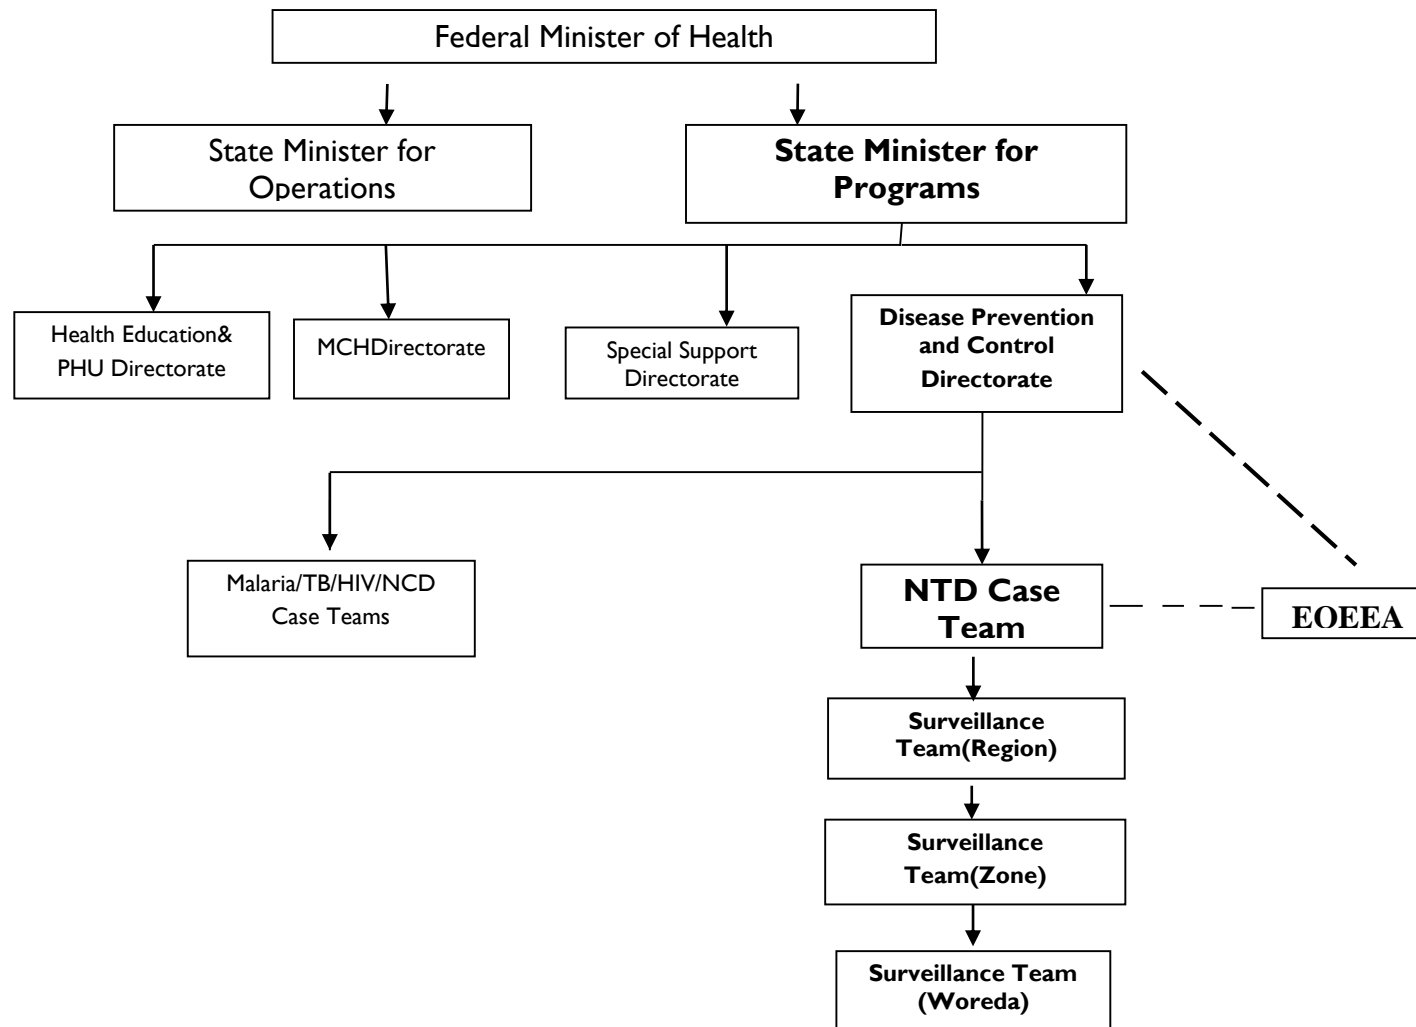 Federal Minister of Health
State Minister for
Operations
State Minister for
Programs
Health Education&
PHU Directorate
MCHDirectorate
Special Support
Directorate
Disease Prevention
and Control
Directorate
Malaria/TB/HIV/NCD
Case Teams
NTD Case
Team
EOEEA
Surveillance
Team(Region)
Surveillance
Team(Zone)
Surveillance Team
(Woreda)